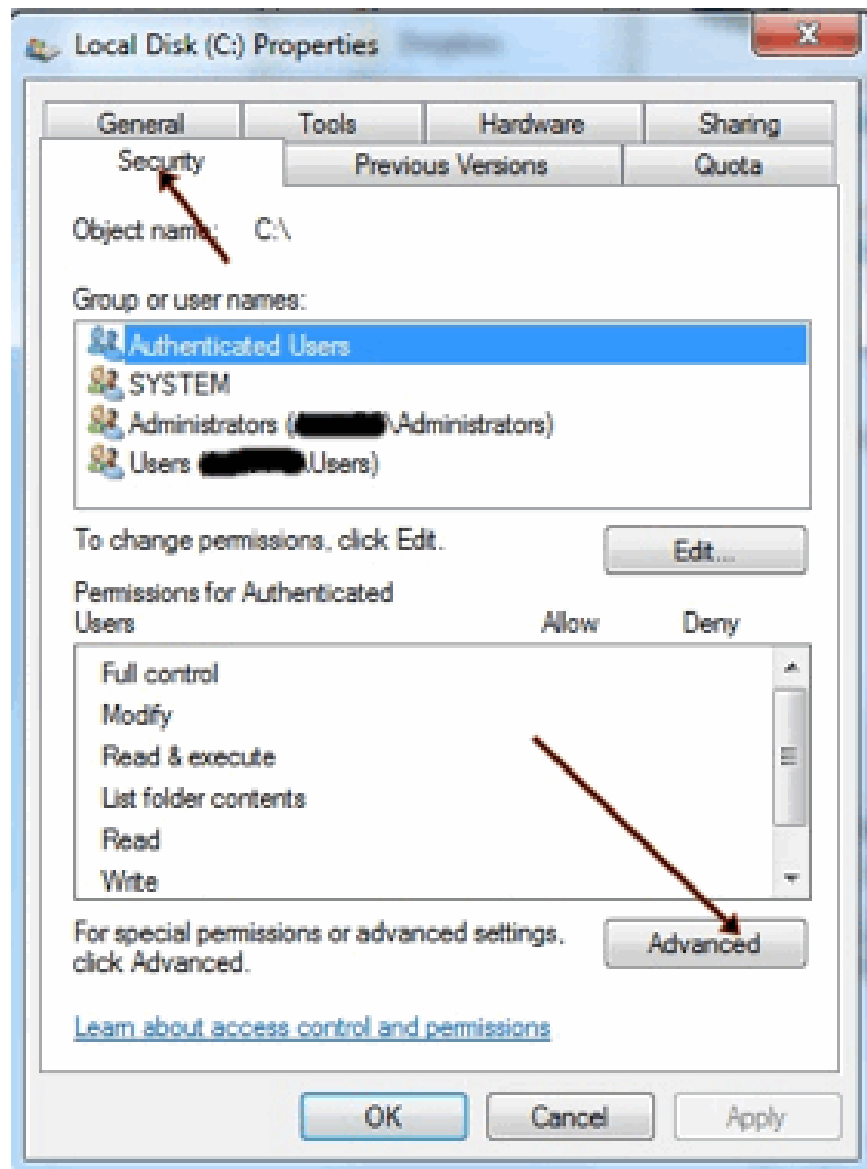 Local Disk (C:) Properties
General Tools Hardware Sharing
Security Previous Versions Quota
Object name: C:\
Group or user names:
Authenticated Users
SYSTEM
Administrators ( \Administrators)
Users ( \Users)
To change permissions, click Edit.
Edit...
Permissions for Authenticated
Users Allow Deny
Full control
Modify
Read & execute
List folder contents
Read
Write
For special permissions or advanced settings,
click Advanced.
Advanced
Learn about access control and permissions
OK Cancel Apply